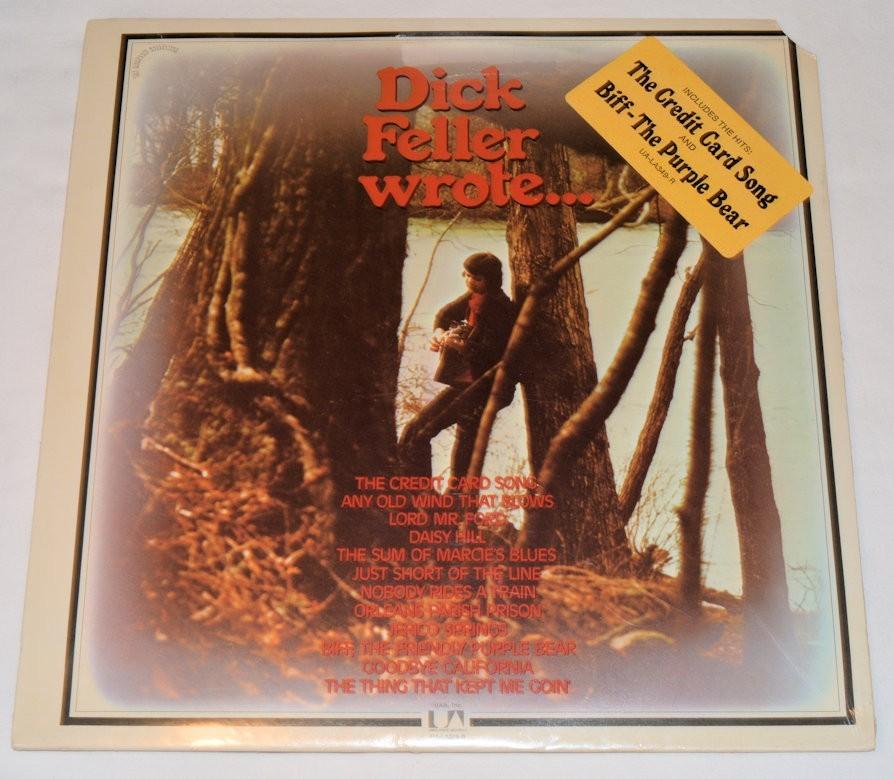 Dick
Feller
wrote...
INCLUDES THE HITS:
The Credit Card Song
AND
Biff-The Purple Bear
UA-LA349-R
THE CREDIT CARD SONG
ANY OLD WIND THAT BLOWS
LORD MR. FORD
DAISY HILL
THE SUM OF MARCIE'S BLUES
JUST SHORT OF THE LINE
NOBODY RIDES A TRAIN
ORLEANS PARISH PRISON
JERICO SPRINGS
BIFF, THE FRIENDLY PURPLE BEAR
GOODBYE CALIFORNIA
THE THING THAT KEPT ME GOIN'
UA